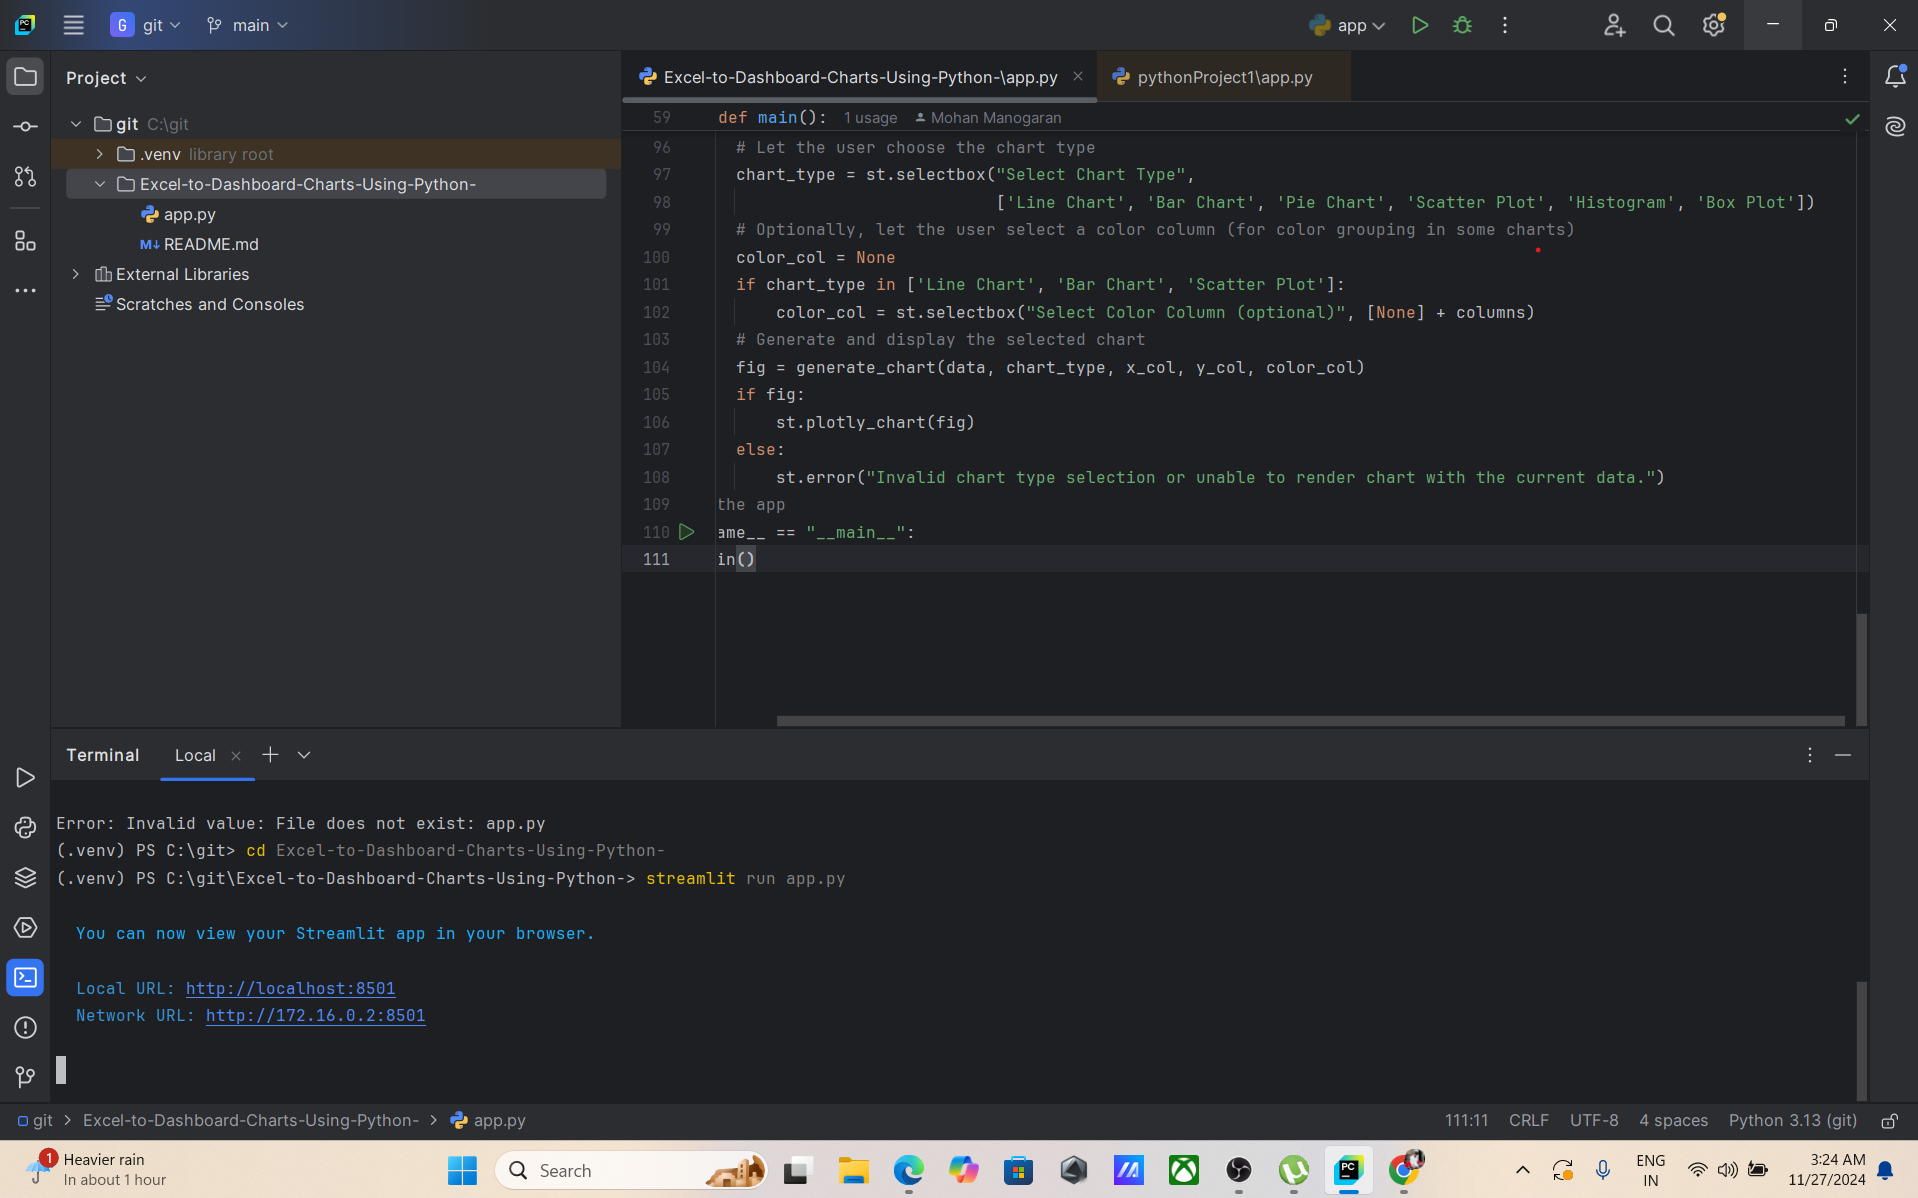 G git main app
Project
Excel-to-Dashboard-Charts-Using-Python-\app.py
pythonProject1\app.py
git C:\git
.venv library root
Excel-to-Dashboard-Charts-Using-Python-
app.py
M↓ README.md
External Libraries
Scratches and Consoles
59 def main(): 1 usage Mohan Manogaran
96 # Let the user choose the chart type
97 chart_type = st.selectbox("Select Chart Type",
98 ['Line Chart', 'Bar Chart', 'Pie Chart', 'Scatter Plot', 'Histogram', 'Box Plot'])
99 # Optionally, let the user select a color column (for color grouping in some charts)
100 color_col = None
101 if chart_type in ['Line Chart', 'Bar Chart', 'Scatter Plot']:
102 color_col = st.selectbox("Select Color Column (optional)", [None] + columns)
103 # Generate and display the selected chart
104 fig = generate_chart(data, chart_type, x_col, y_col, color_col)
105 if fig:
106 st.plotly_chart(fig)
107 else:
108 st.error("Invalid chart type selection or unable to render chart with the current data.")
109 the app
110 ame__ == "__main__":
111 in()
Terminal Local
Error: Invalid value: File does not exist: app.py
(.venv) PS C:\git> cd Excel-to-Dashboard-Charts-Using-Python-
(.venv) PS C:\git\Excel-to-Dashboard-Charts-Using-Python-> streamlit run app.py
You can now view your Streamlit app in your browser.
Local URL: http://localhost:8501
Network URL: http://172.16.0.2:8501
git > Excel-to-Dashboard-Charts-Using-Python- > app.py
111:11 CRLF UTF-8 4 spaces Python 3.13 (git)
1
Heavier rain
In about 1 hour
Search
PC
ENG
IN
3:24 AM
11/27/2024